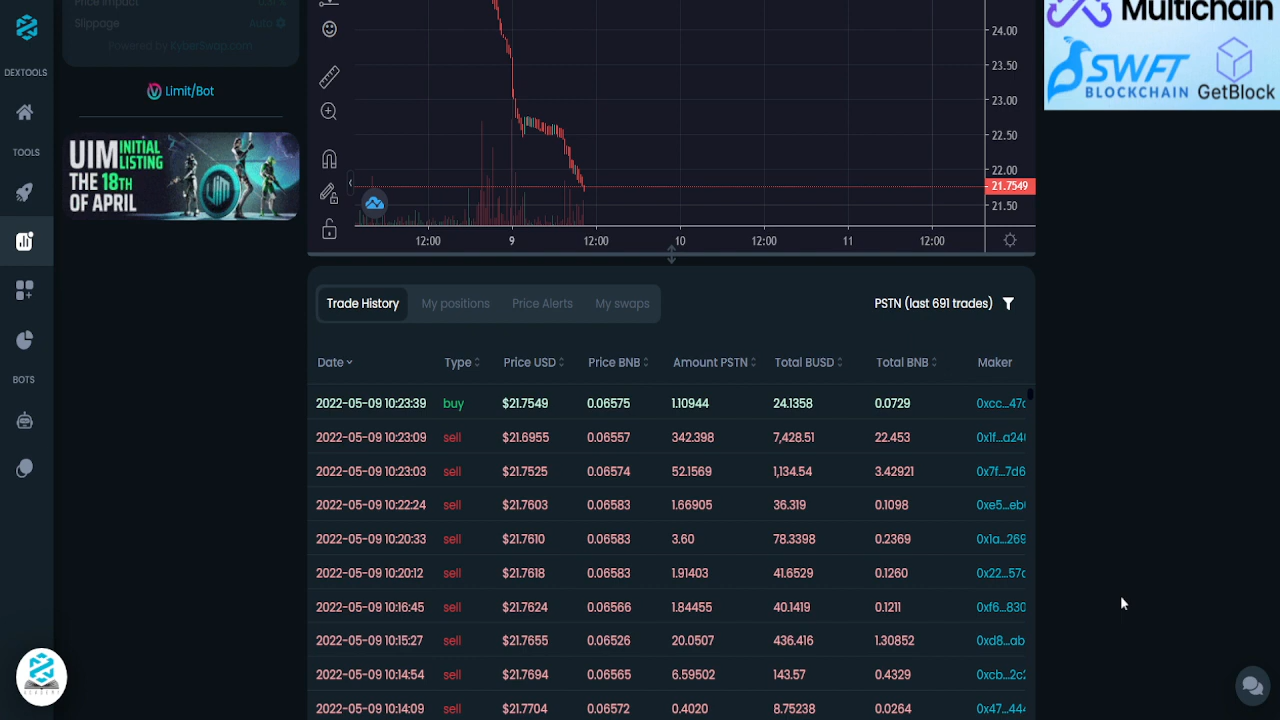 Price Impact
Slippage
Auto
Powered by KyberSwap.com
DEXTOOLS
Limit/Bot
TOOLS
UIM INITIAL LISTING
THE 18TH
OF APRIL
UIM
BOTS
24.00
23.50
23.00
22.50
22.00
21.7549
21.50
12:00 9 12:00 10 12:00 11 12:00
Multichain
SWFT
BLOCKCHAIN
GetBlock
Trade History My positions Price Alerts My swaps PSTN (last 691 trades)
Date Type Price USD Price BNB Amount PSTN Total BUSD Total BNB Maker
2022-05-09 10:23:39 buy $21.7549 0.06575 1.10944 24.1358 0.0729 0xcc...47
2022-05-09 10:23:09 sell $21.6955 0.06557 342.398 7,428.51 22.453 0x1f...a24
2022-05-09 10:23:03 sell $21.7525 0.06574 52.1569 1,134.54 3.42921 0x7f...7d6
2022-05-09 10:22:24 sell $21.7603 0.06583 1.66905 36.319 0.1098 0xe5...eb
2022-05-09 10:20:33 sell $21.7610 0.06583 3.60 78.3398 0.2369 0x1a...269
2022-05-09 10:20:12 sell $21.7618 0.06583 1.91403 41.6529 0.1260 0x22...57
2022-05-09 10:16:45 sell $21.7624 0.06566 1.84455 40.1419 0.1211 0xf6...830
2022-05-09 10:15:27 sell $21.7655 0.06526 20.0507 436.416 1.30852 0xd8...ab
2022-05-09 10:14:54 sell $21.7694 0.06565 6.59502 143.57 0.4329 0xcb...2c
2022-05-09 10:14:09 sell $21.7704 0.06572 0.4020 8.75238 0.0264 0x47...44